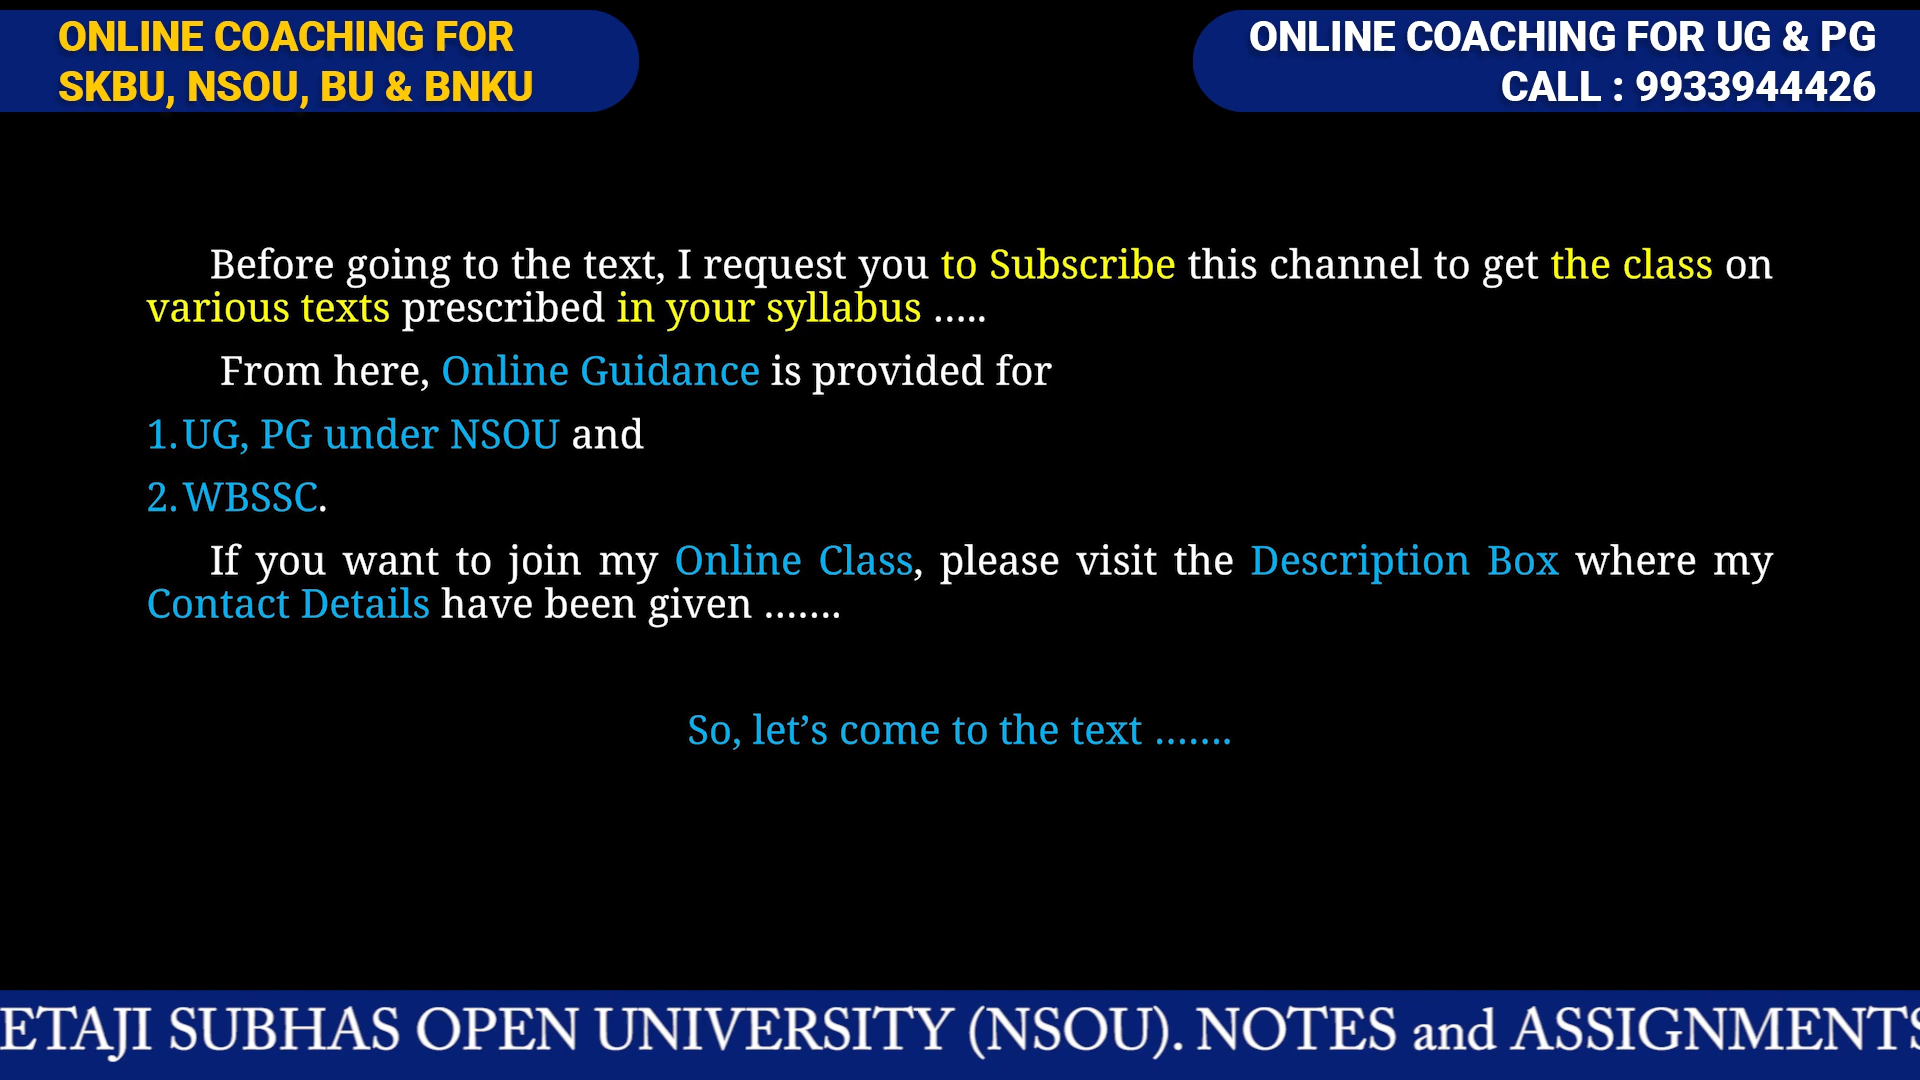 ONLINE COACHING FOR
SKBU, NSOU, BU & BNKU
ONLINE COACHING FOR UG & PG
CALL : 9933944426
Before going to the text, I request you to Subscribe this channel to get the class on
various texts prescribed in your syllabus …..
From here, Online Guidance is provided for
1. UG, PG under NSOU and
2. WBSSC.
If you want to join my Online Class, please visit the Description Box where my
Contact Details have been given …….
So, let’s come to the text …….
ETAJI SUBHAS OPEN UNIVERSITY (NSOU). NOTES and ASSIGNMENTS